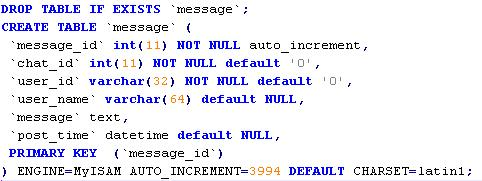 DROP TABLE IF EXISTS `message`;
CREATE TABLE `message` (
`message_id` int(11) NOT NULL auto_increment,
`chat_id` int(11) NOT NULL default '0',
`user_id` varchar(32) NOT NULL default '0',
`user_name` varchar(64) default NULL,
`message` text,
`post_time` datetime default NULL,
PRIMARY KEY  (`message_id`)
) ENGINE=MyISAM AUTO_INCREMENT=3994 DEFAULT CHARSET=latin1;